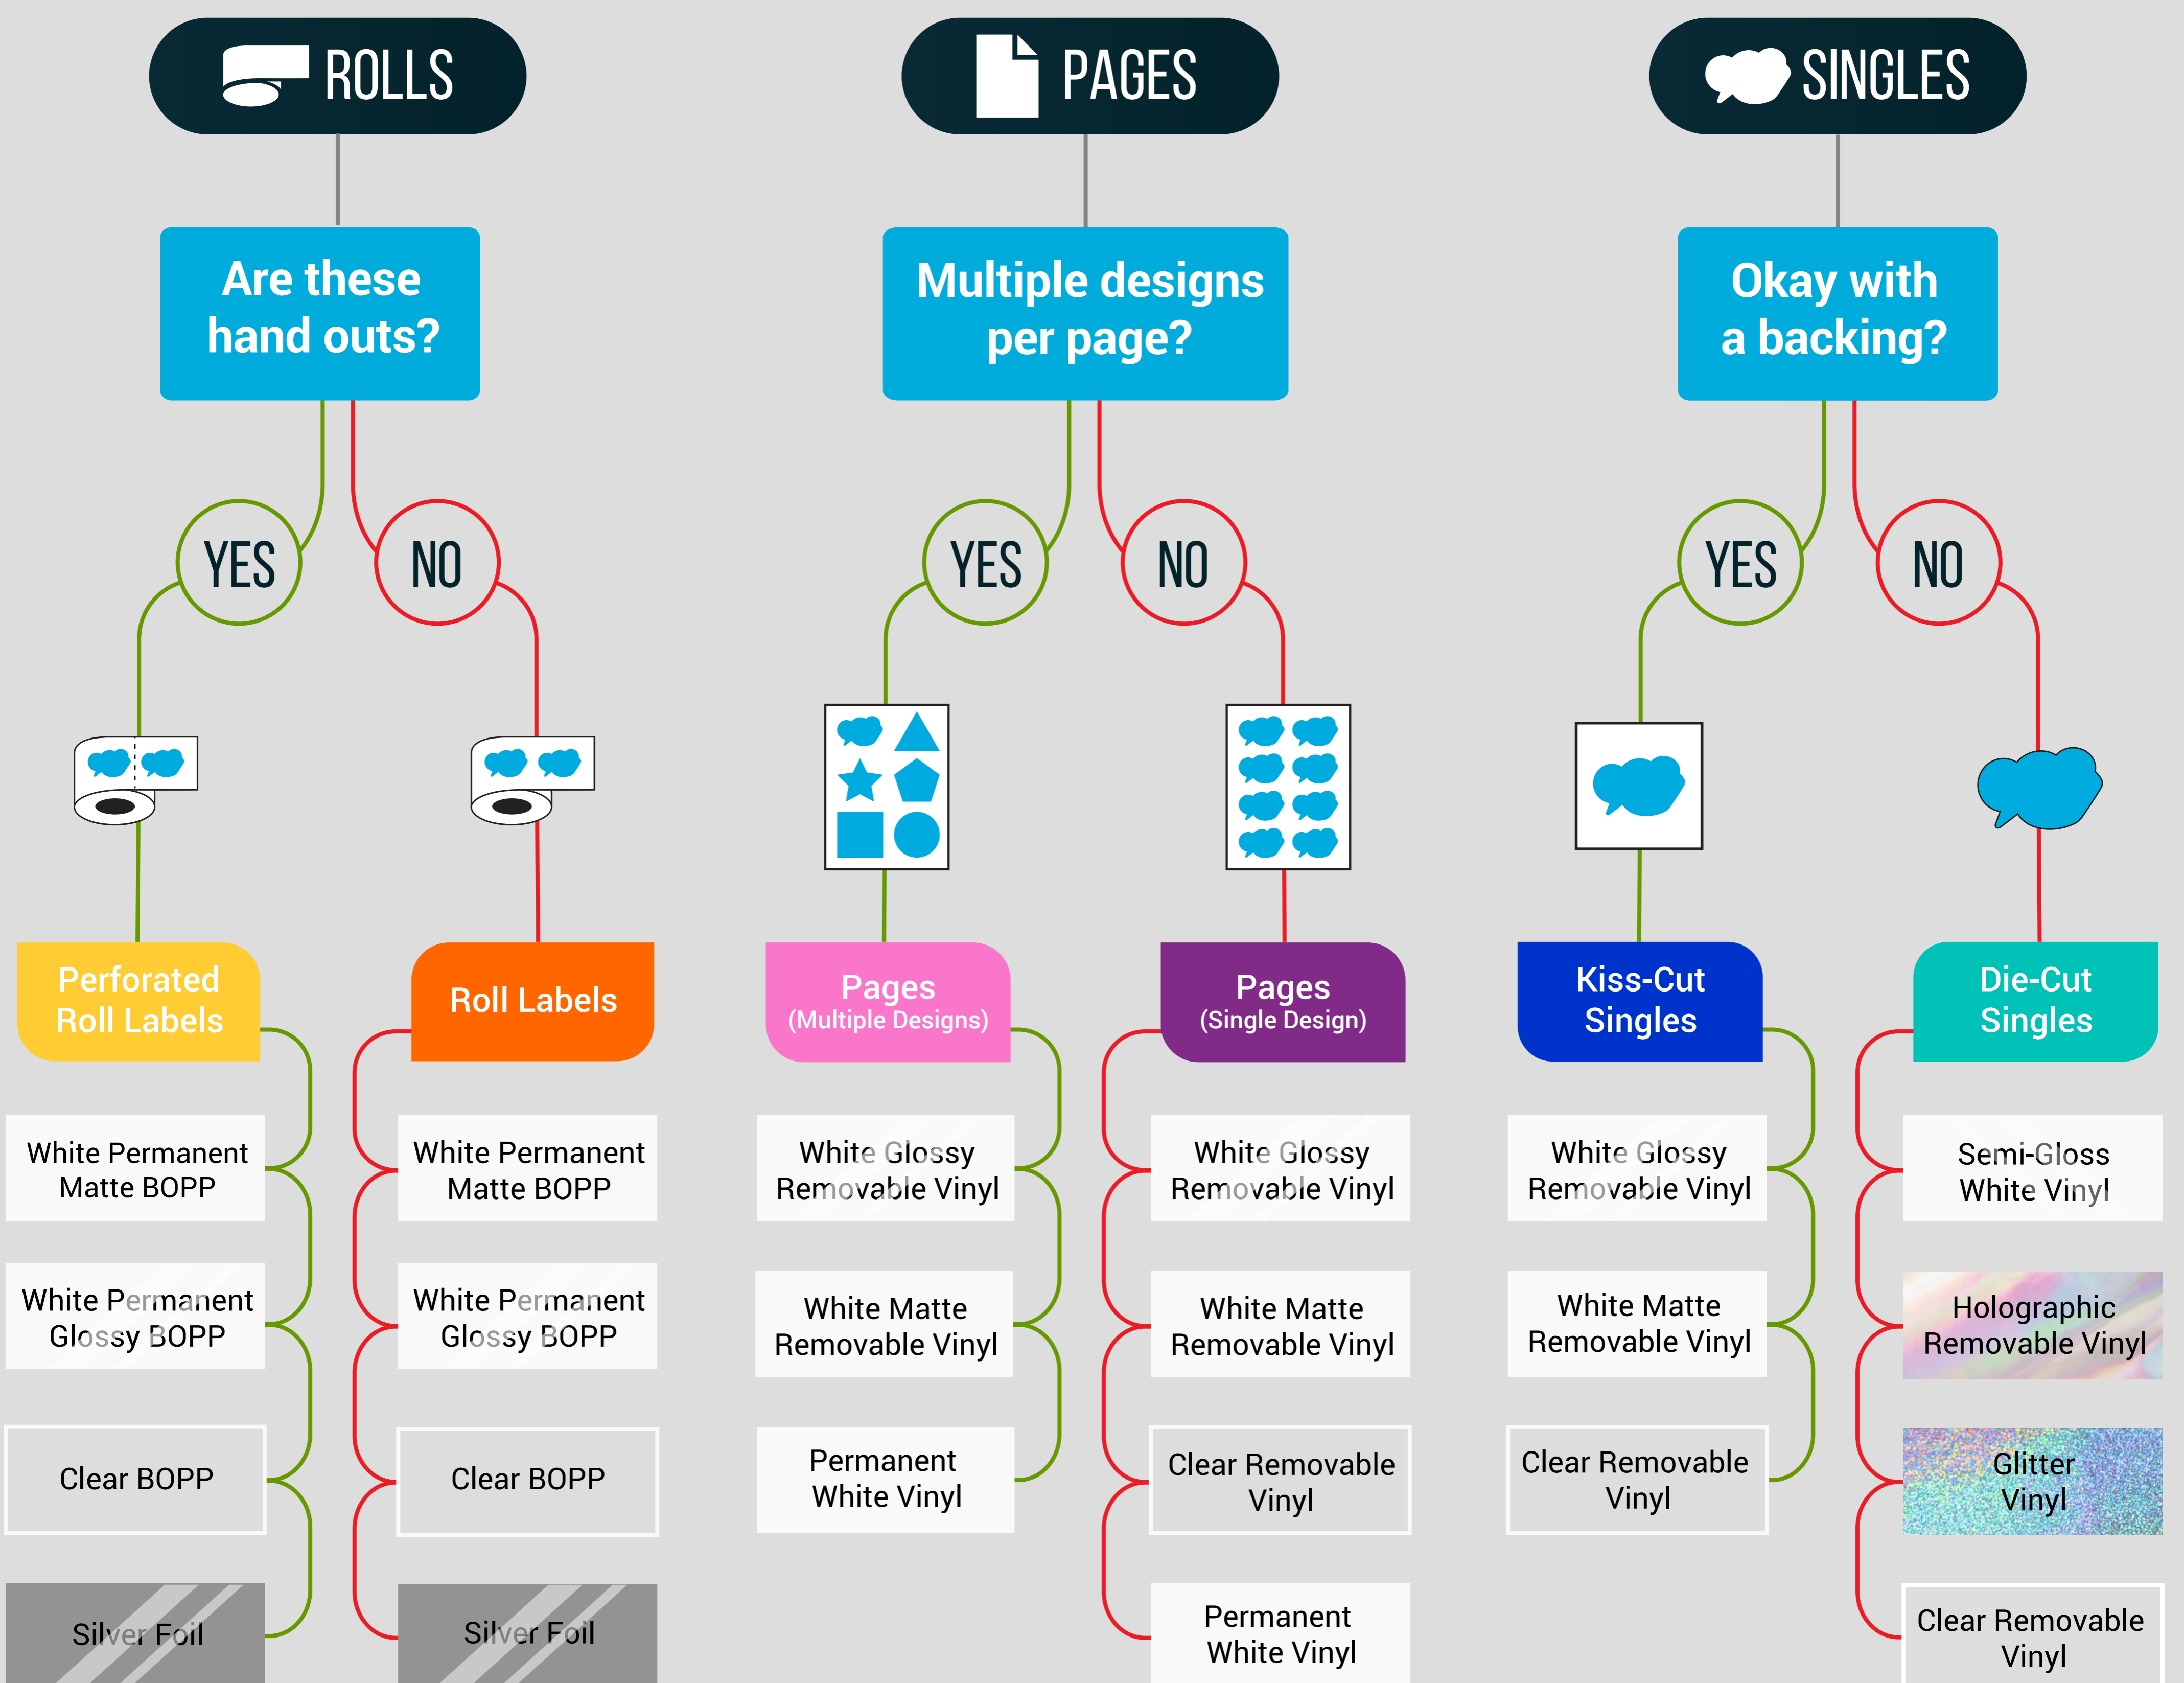 ROLLS
Are these
hand outs?
YES
NO
Perforated
Roll Labels
White Permanent
Matte BOPP
White Permanent
Glossy BOPP
Clear BOPP
Silver Foil
Roll Labels
White Permanent
Matte BOPP
White Permanent
Glossy BOPP
Clear BOPP
Silver Foil
PAGES
Multiple designs
per page?
YES
NO
Pages
(Multiple Designs)
White Glossy
Removable Vinyl
White Matte
Removable Vinyl
Permanent
White Vinyl
Pages
(Single Design)
White Glossy
Removable Vinyl
White Matte
Removable Vinyl
Clear Removable
Vinyl
Permanent
White Vinyl
SINGLES
Okay with
a backing?
YES
NO
Kiss-Cut
Singles
White Glossy
Removable Vinyl
White Matte
Removable Vinyl
Clear Removable
Vinyl
Die-Cut
Singles
Semi-Gloss
White Vinyl
Holographic
Removable Vinyl
Glitter
Vinyl
Clear Removable
Vinyl